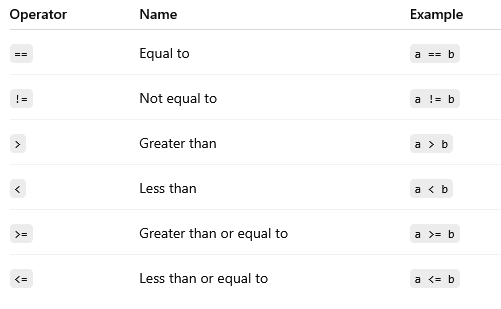 Operator Name Example
== Equal to a == b
!= Not equal to a != b
> Greater than a > b
< Less than a < b
>= Greater than or equal to a >= b
<= Less than or equal to a <= b